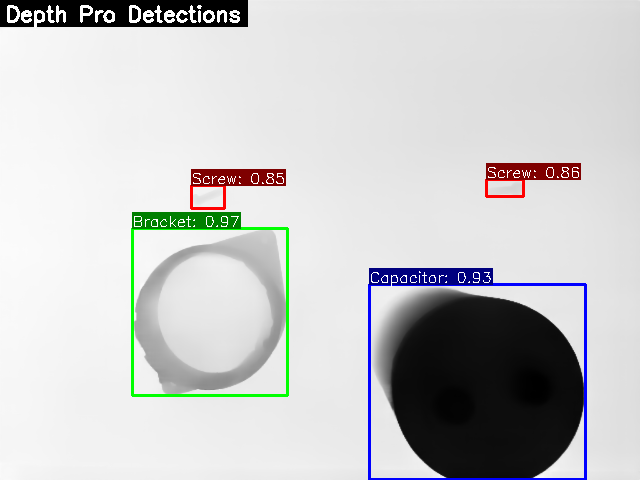 Depth Pro Detections
Screw: 0.85
Screw: 0.86
Bracket: 0.97
Capacitor: 0.93